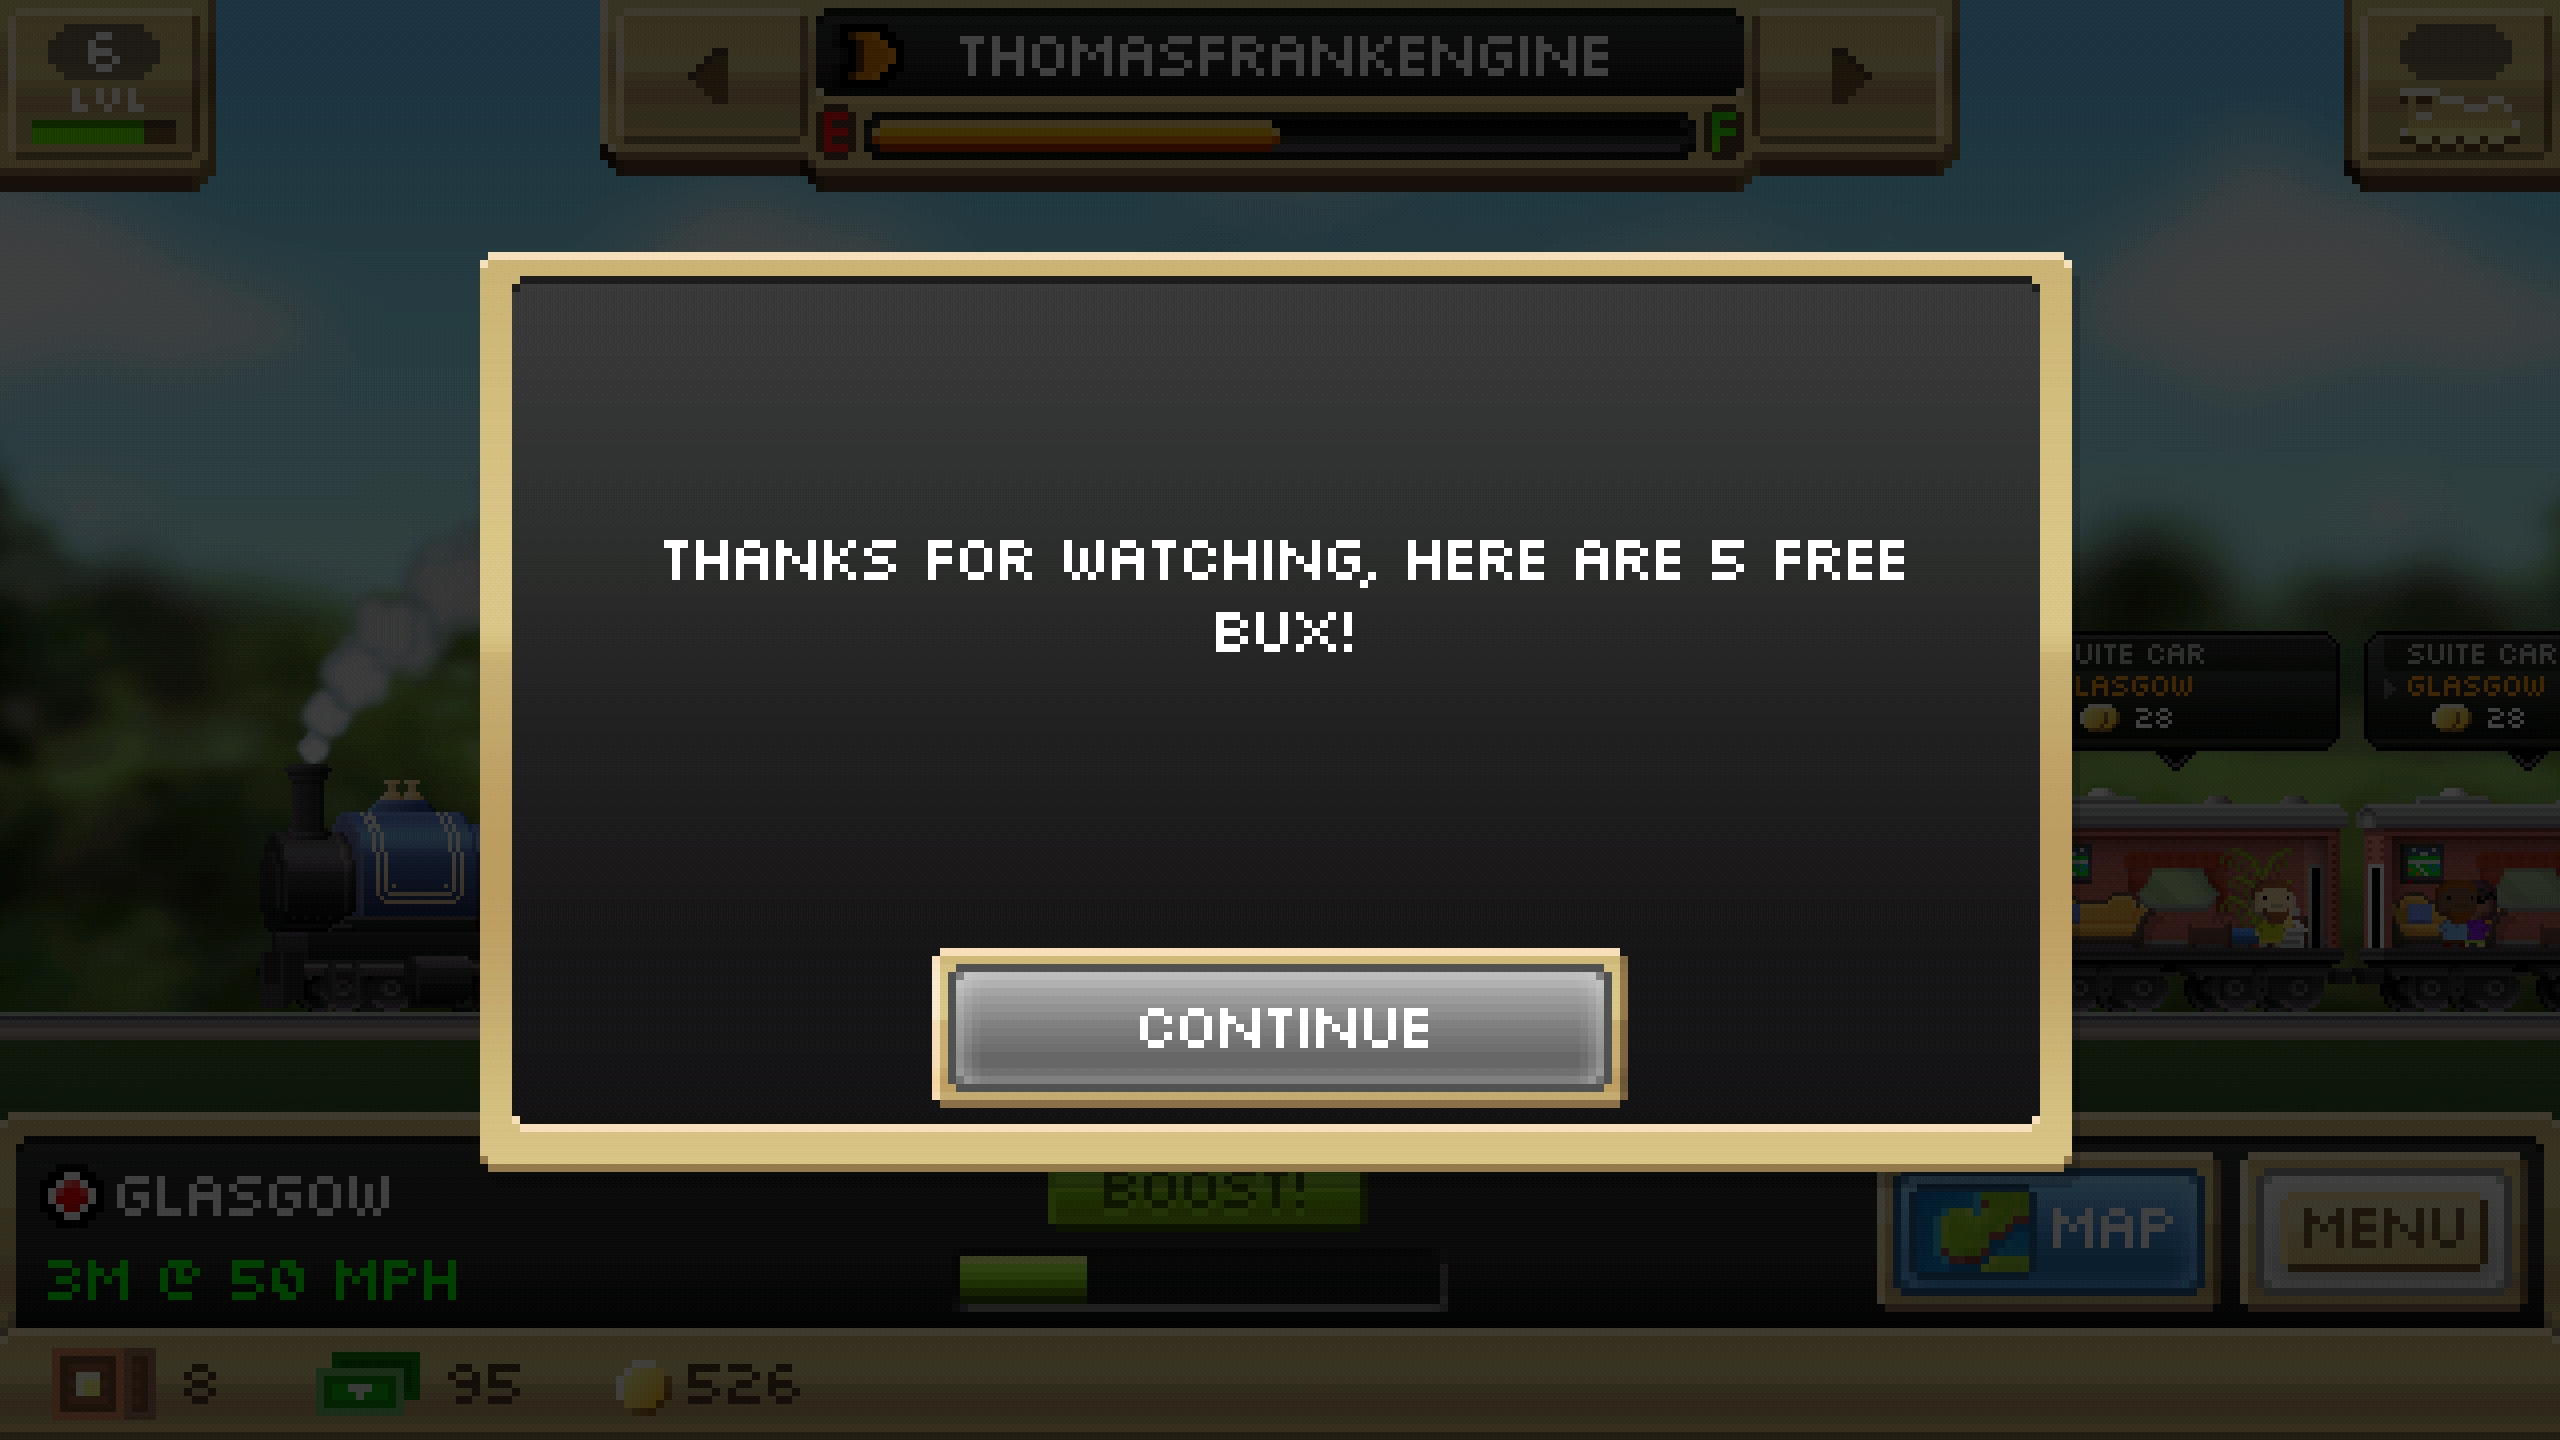 6
LVL
THOMASFRANKENGINE
E
F
THANKS FOR WATCHING, HERE ARE 5 FREE
BUX!
UITE CAR
LASGOW
28
SUITE CAR
GLASGOW
28
CONTINUE
GLASGOW
3M @ 50 MPH
BOOST!
MAP
MENU
8
95
526